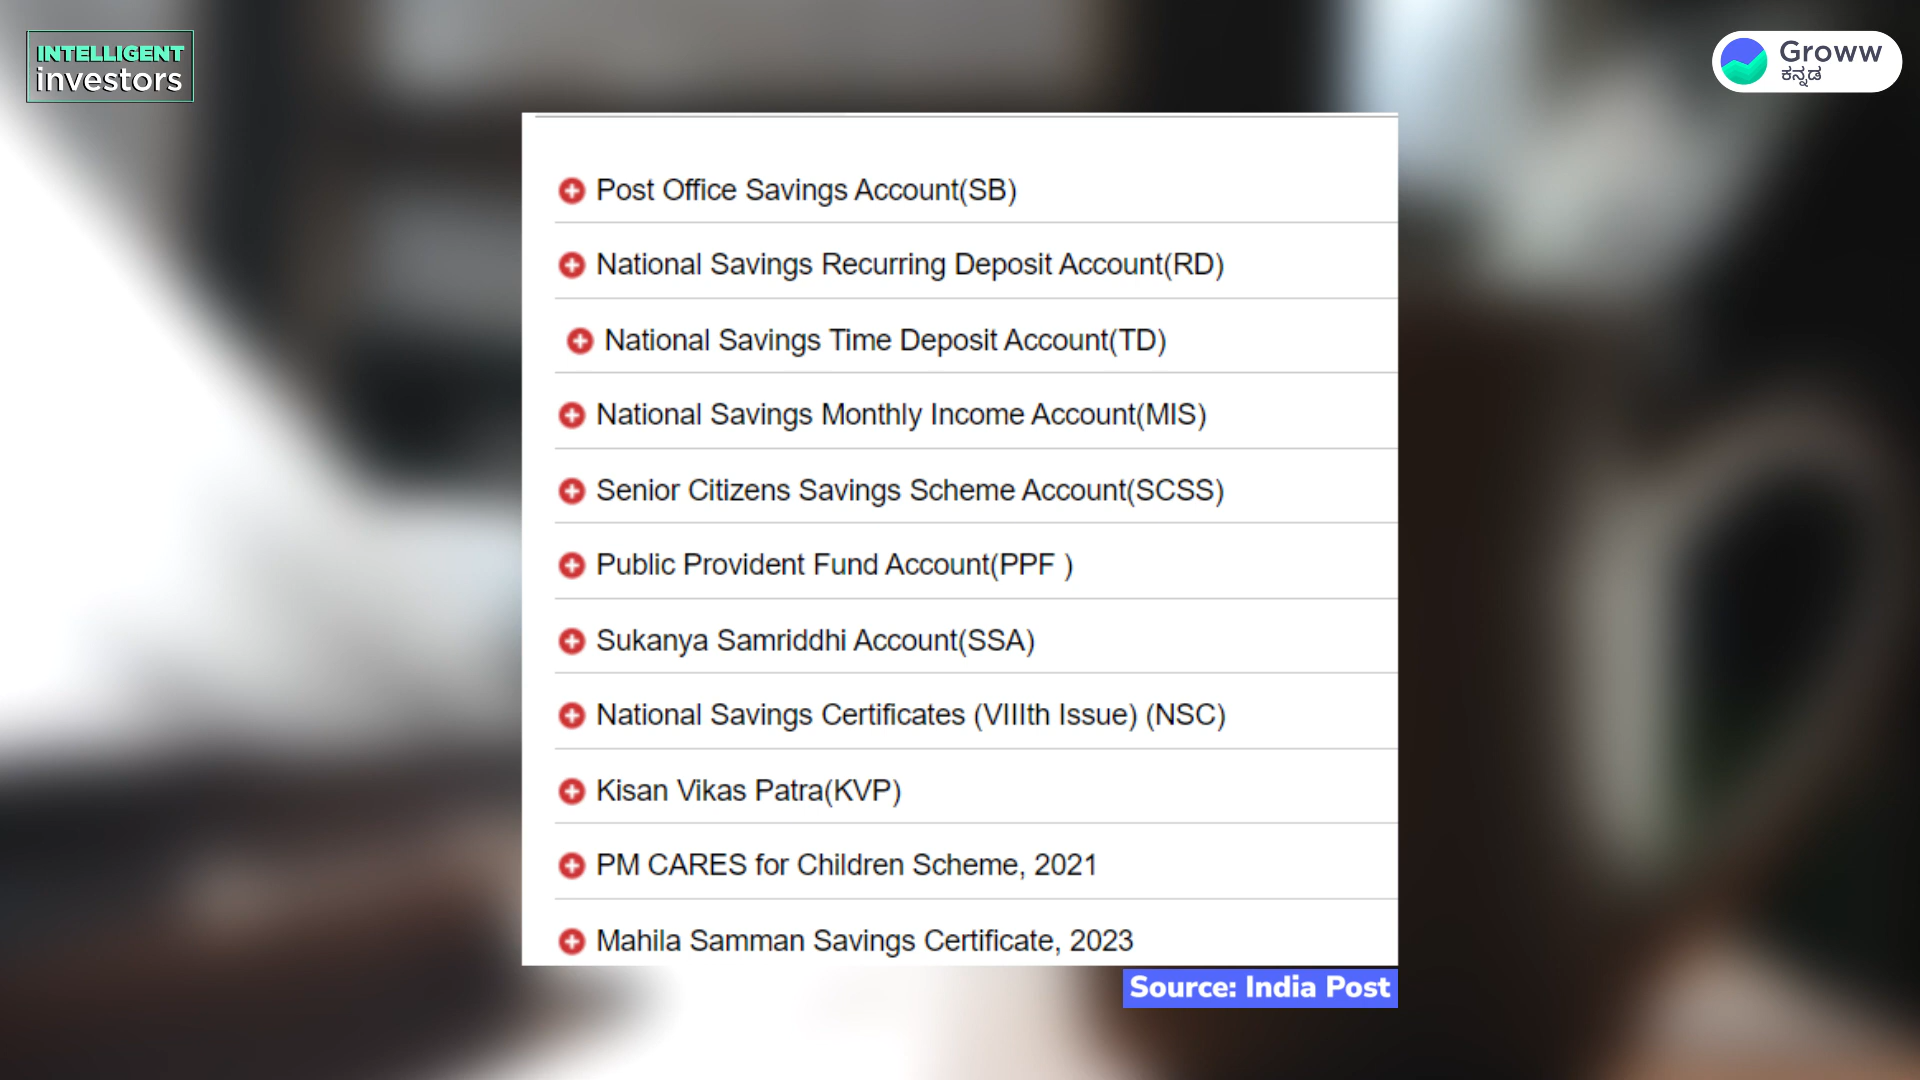 INTELLIGENT
investors
Groww
ಕನ್ನಡ
Post Office Savings Account(SB)
National Savings Recurring Deposit Account(RD)
National Savings Time Deposit Account(TD)
National Savings Monthly Income Account(MIS)
Senior Citizens Savings Scheme Account(SCSS)
Public Provident Fund Account(PPF )
Sukanya Samriddhi Account(SSA)
National Savings Certificates (VIIIth Issue) (NSC)
Kisan Vikas Patra(KVP)
PM CARES for Children Scheme, 2021
Mahila Samman Savings Certificate, 2023
Source: India Post